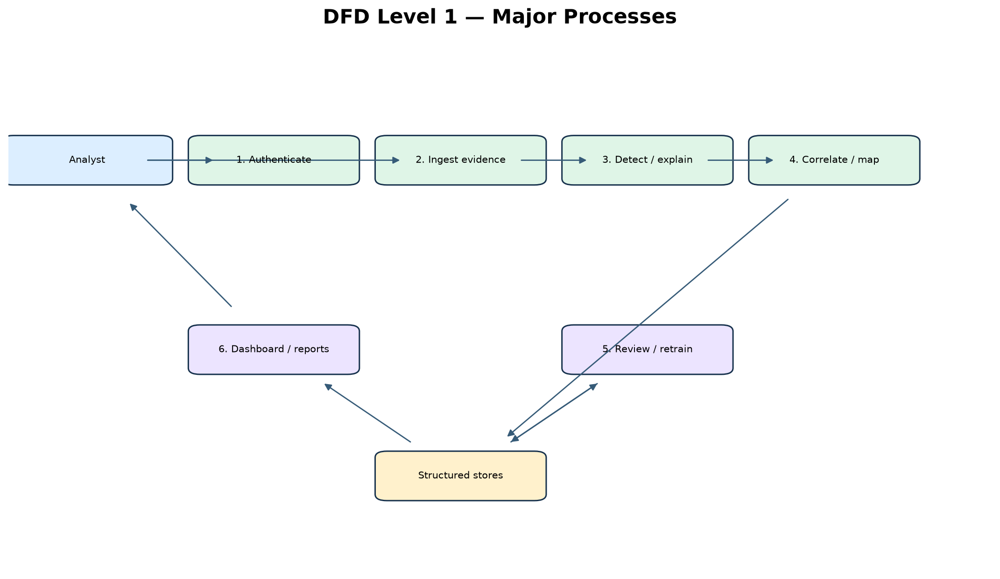 DFD Level 1 — Major Processes
Analyst
1. Authenticate
2. Ingest evidence
3. Detect / explain
4. Correlate / map
6. Dashboard / reports
5. Review / retrain
Structured stores